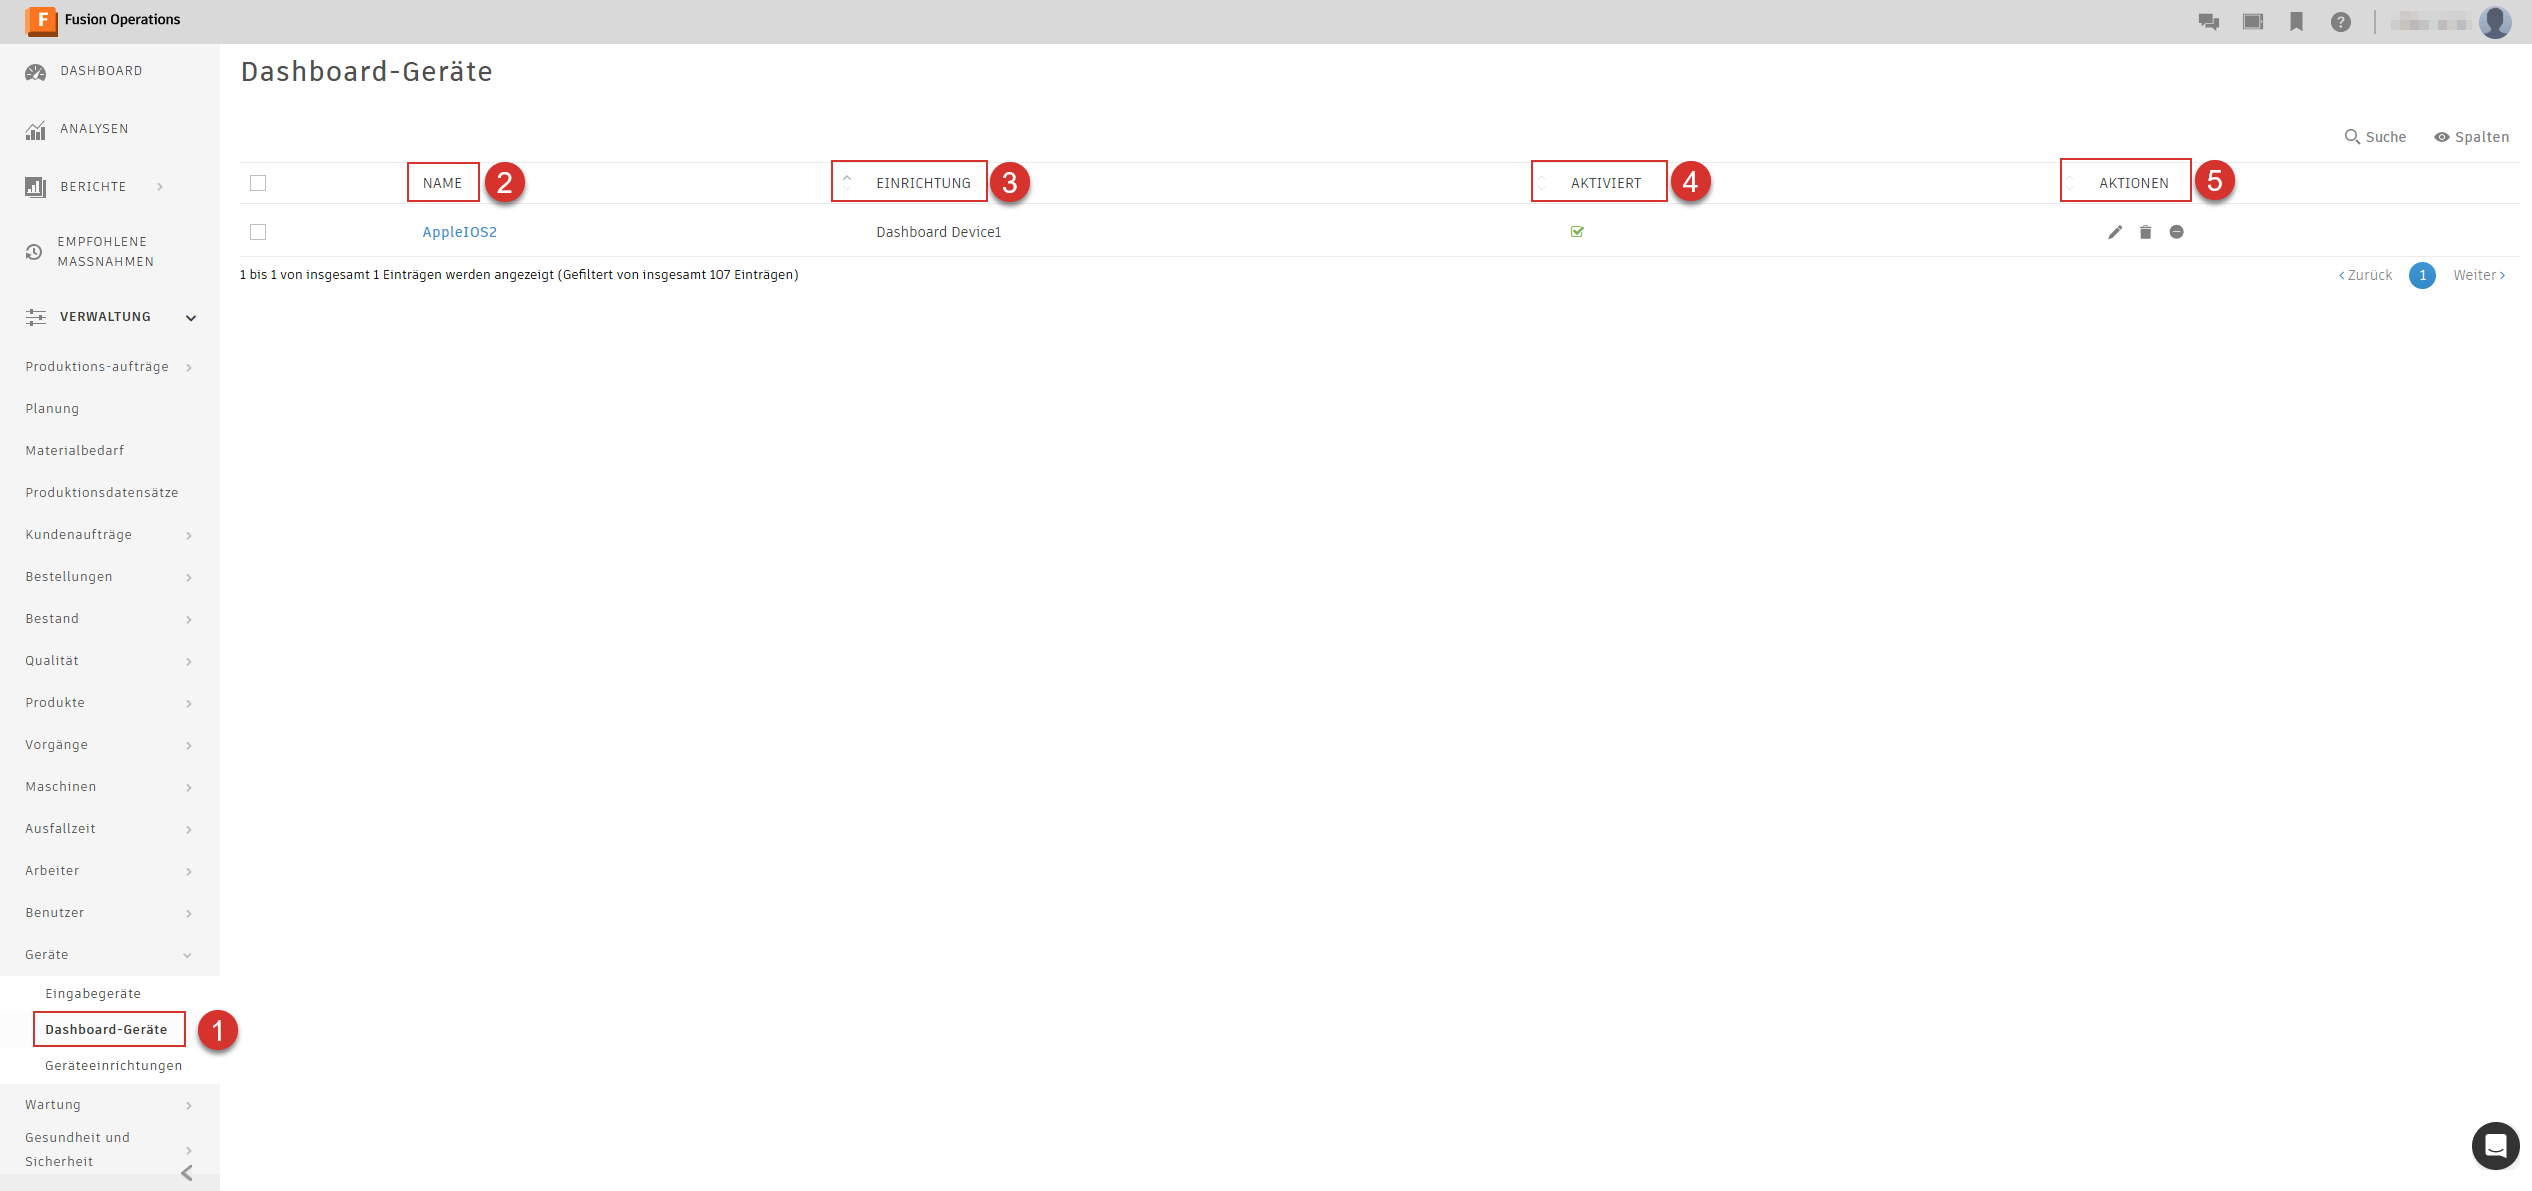 F Fusion Operations
DASHBOARD
ANALYSEN
BERICHTE
EMPFOHLENE
MASSNAHMEN
VERWALTUNG
Produktions-aufträge
Planung
Materialbedarf
Produktionsdatensätze
Kundenaufträge
Bestellungen
Bestand
Qualität
Produkte
Vorgänge
Maschinen
Ausfallzeit
Arbeiter
Benutzer
Geräte
Eingabegeräte
Dashboard-Geräte 1
Geräteeinrichtungen
Wartung
Gesundheit und
Sicherheit
Dashboard-Geräte
Suche Spalten
NAME 2 EINRICHTUNG 3 AKTIVIERT 4 AKTIONEN 5
AppleIOS2 Dashboard Device1
1 bis 1 von insgesamt 1 Einträgen werden angezeigt (Gefiltert von insgesamt 107 Einträgen)
‹ Zurück 1 Weiter ›